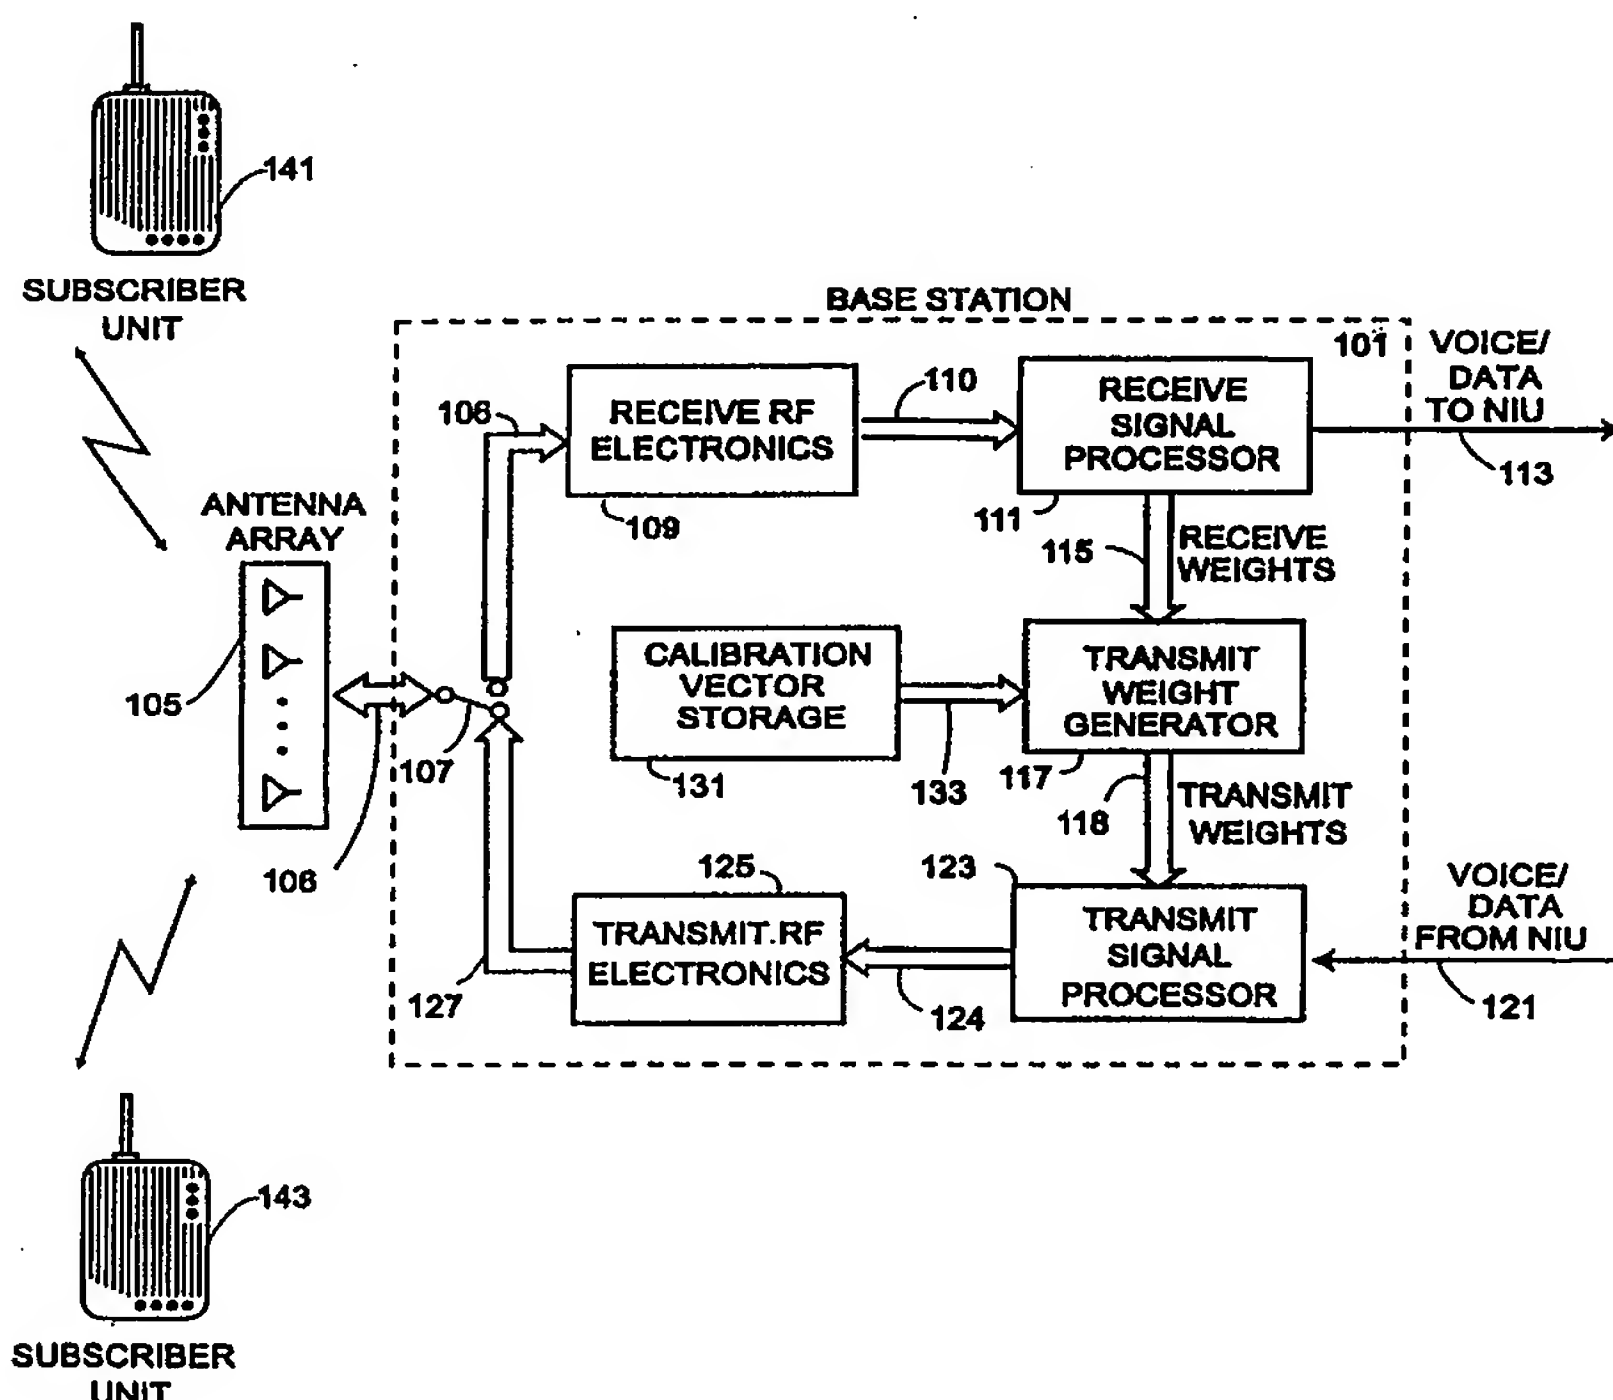 141
SUBSCRIBER
UNIT
BASE STATION
101
VOICE/
DATA
TO NIU
113
106
RECEIVE RF
ELECTRONICS
109
110
RECEIVE
SIGNAL
PROCESSOR
111
115
RECEIVE
WEIGHTS
ANTENNA
ARRAY
105
106
107
CALIBRATION
VECTOR
STORAGE
131
133
TRANSMIT
WEIGHT
GENERATOR
117
118
TRANSMIT
WEIGHTS
125
TRANSMIT.RF
ELECTRONICS
127
124
123
TRANSMIT
SIGNAL
PROCESSOR
VOICE/
DATA
FROM NIU
121
143
SUBSCRIBER
UNIT